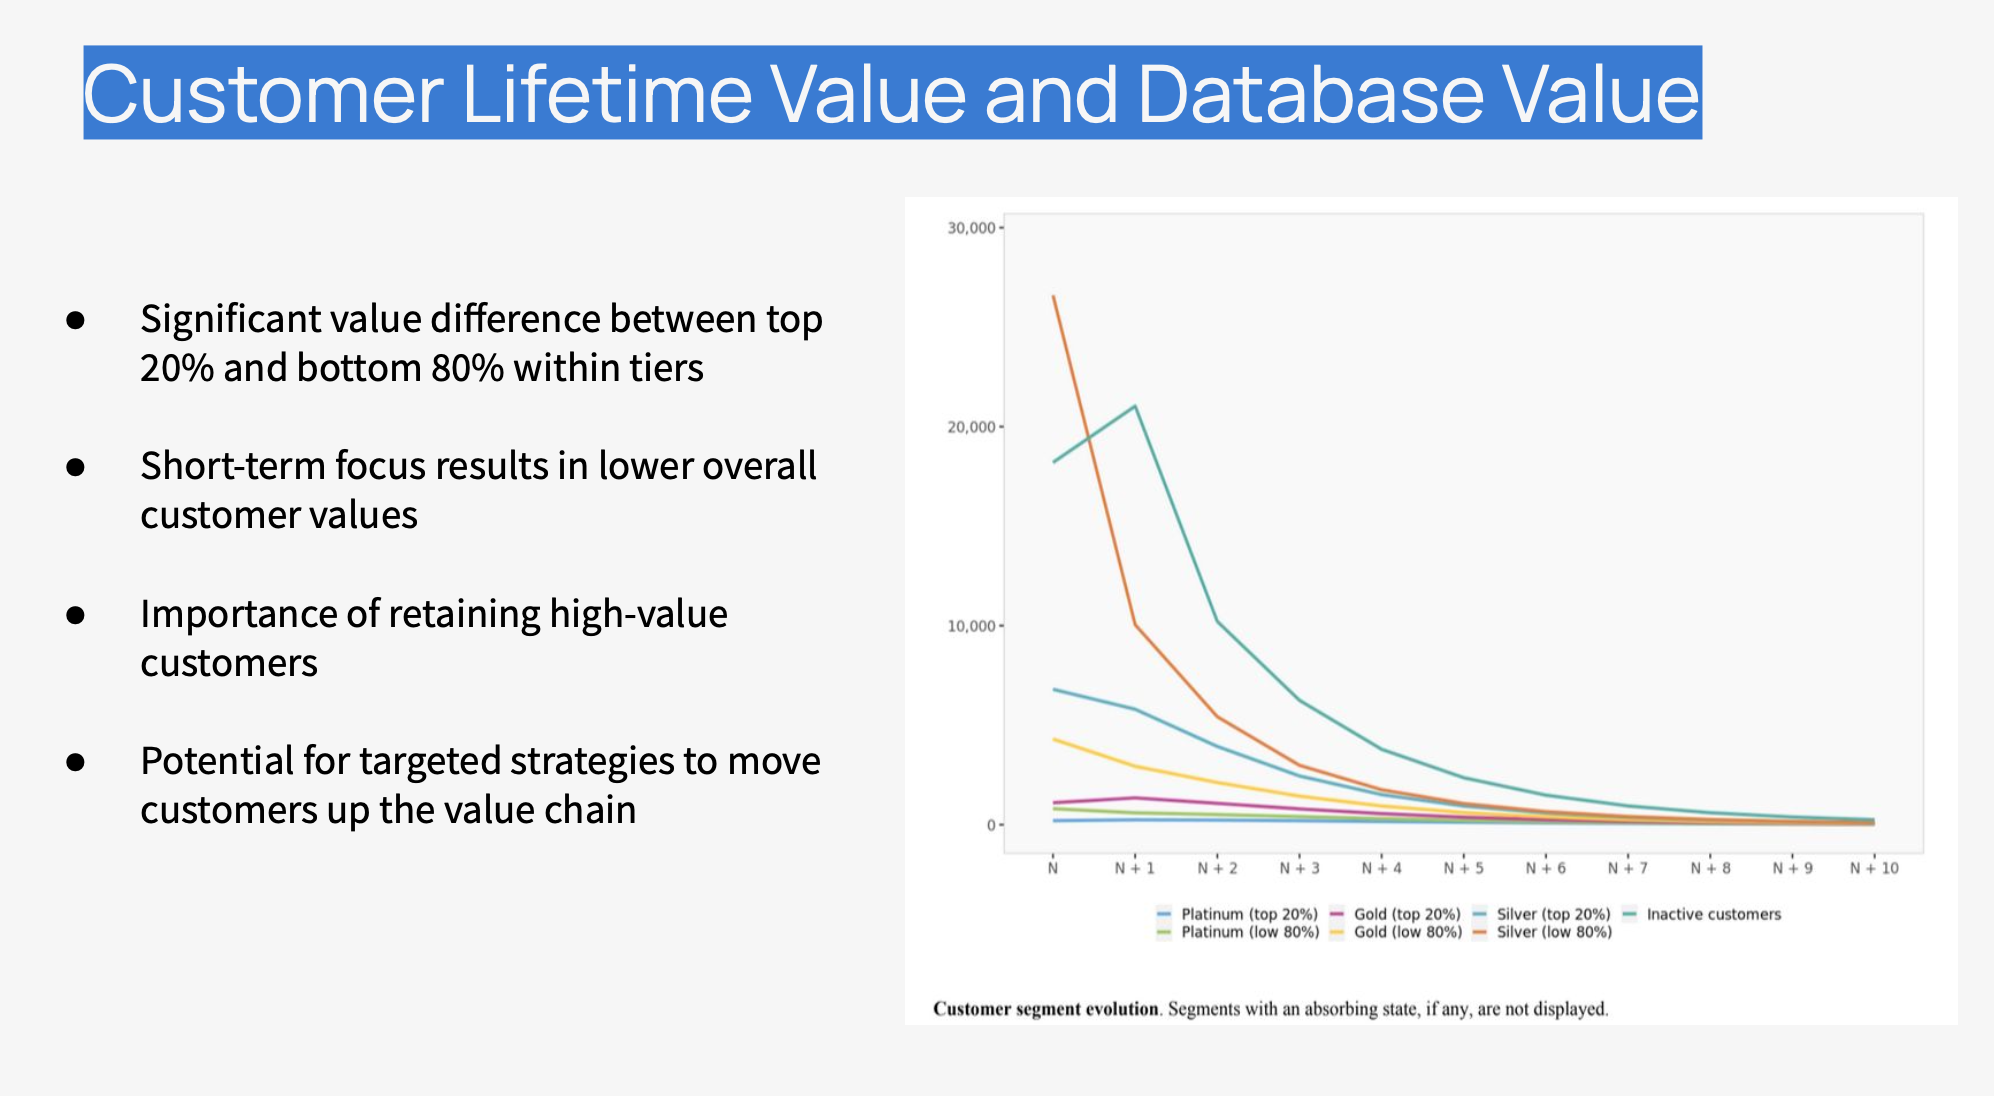 Customer Lifetime Value and Database Value
● Significant value difference between top
20% and bottom 80% within tiers
● Short-term focus results in lower overall
customer values
● Importance of retaining high-value
customers
● Potential for targeted strategies to move
customers up the value chain
30,000
20,000
10,000
0
N N + 1 N + 2 N + 3 N + 4 N + 5 N + 6 N + 7 N + 8 N + 9 N + 10
Platinum (top 20%) Gold (top 20%) Silver (top 20%) Inactive customers
Platinum (low 80%) Gold (low 80%) Silver (low 80%)
Customer segment evolution. Segments with an absorbing state, if any, are not displayed.